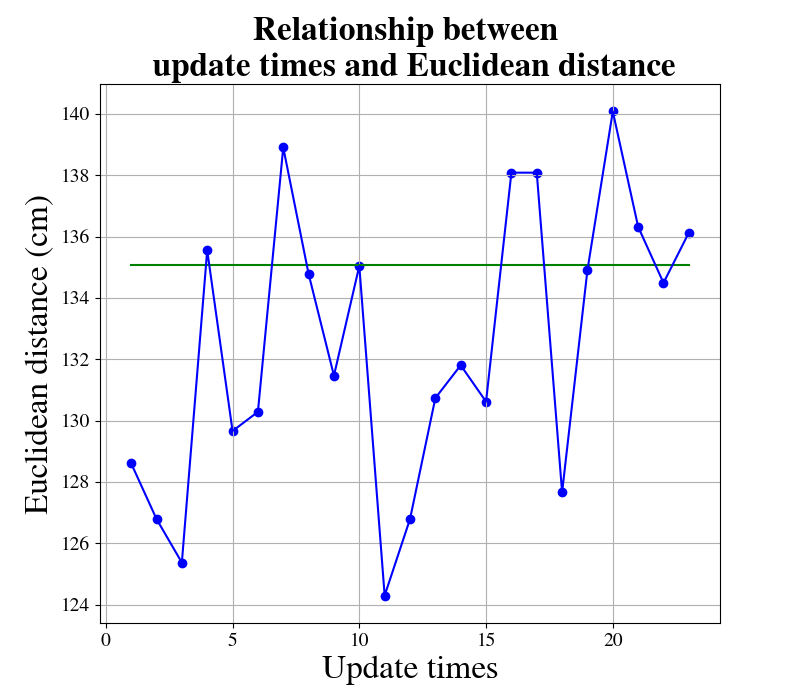 Relationship between
update times and Euclidean distance
Euclidean distance (cm)
140
138
136
134
132
130
128
126
124
0 5 10 15 20
Update times